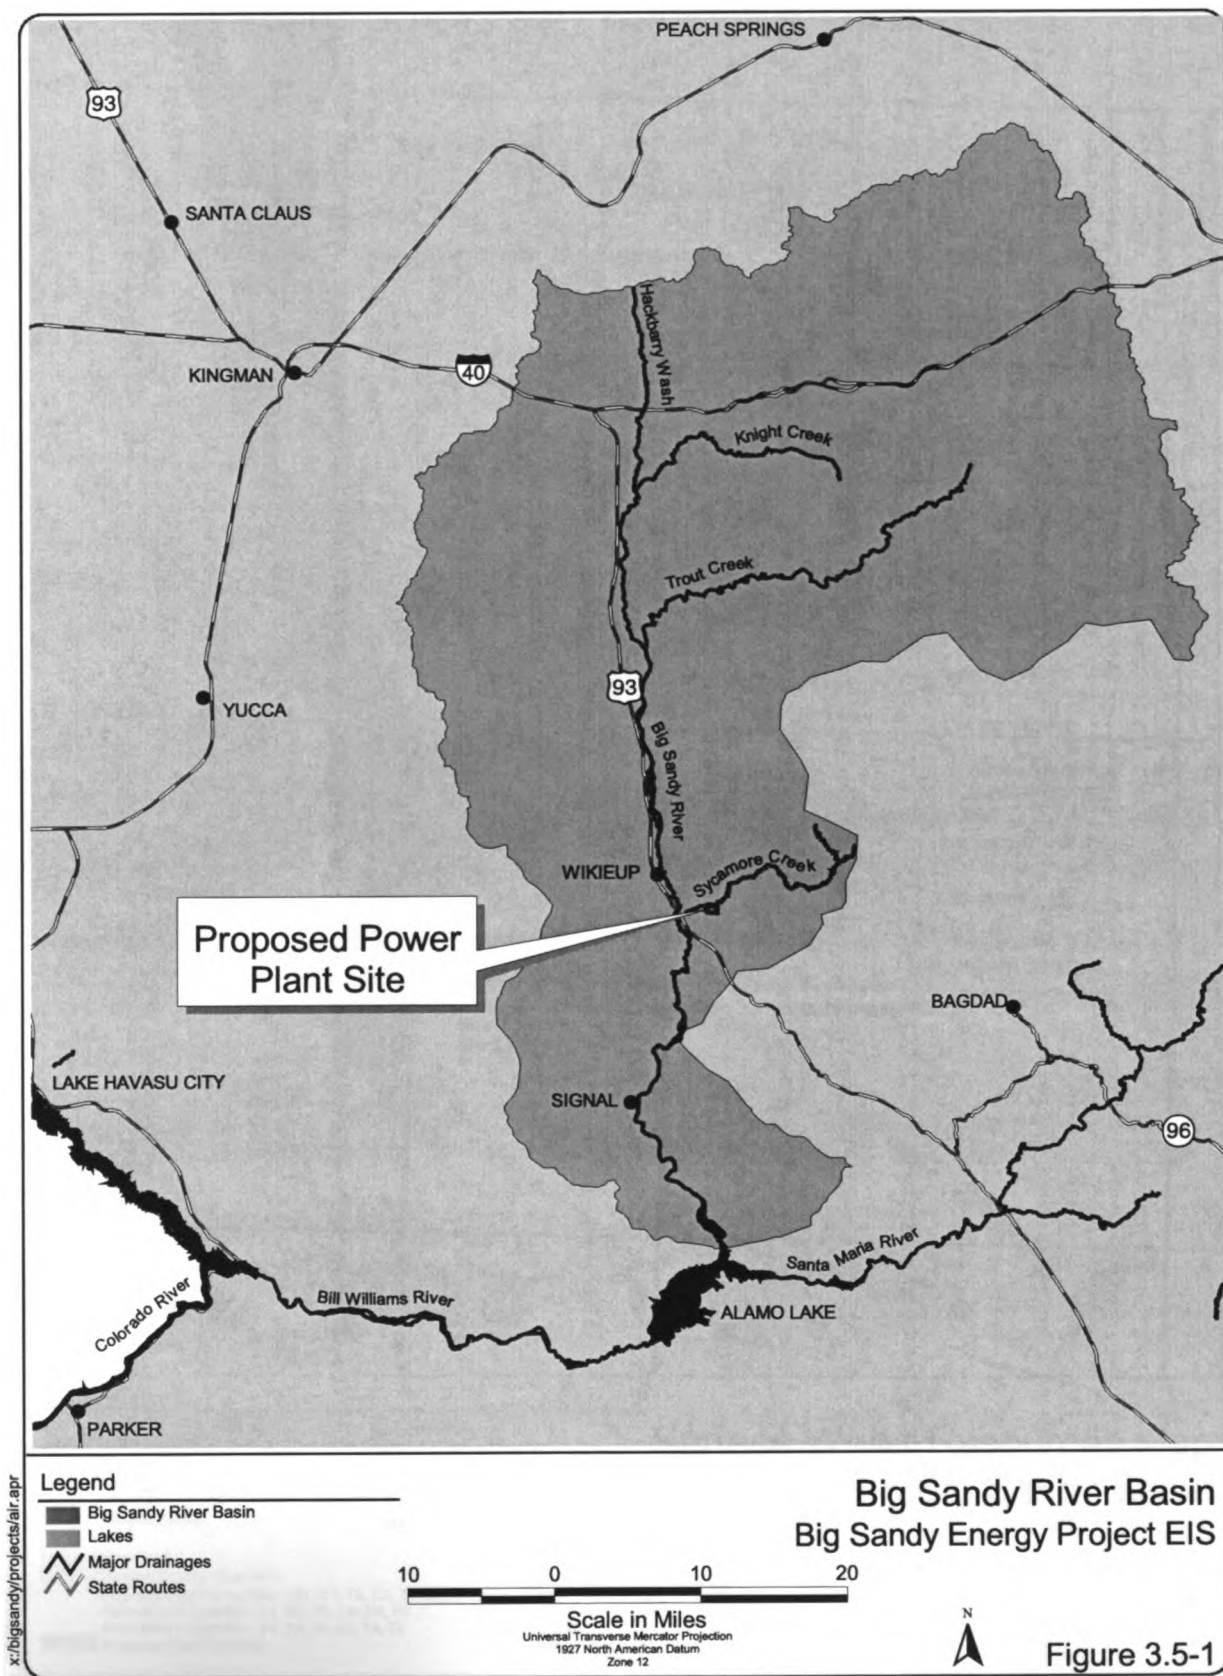 PEACH SPRINGS
93
SANTA CLAUS
Hackbarry Wash
KINGMAN
40
Knight Creek
Trout Creek
93
YUCCA
Big Sandy River
WIKIEUP
Sycamore Creek
Proposed Power
Plant Site
BAGDAD
LAKE HAVASU CITY
SIGNAL
96
Santa Maria River
Colorado River
Bill Williams River
ALAMO LAKE
PARKER
x:/bigsandy/projects/air.apr
Legend
Big Sandy River Basin
Lakes
Major Drainages
State Routes
10 0 10 20
Scale in Miles
Universal Transverse Mercator Projection
1927 North American Datum
Zone 12
Big Sandy River Basin
Big Sandy Energy Project EIS
N
Figure 3.5-1